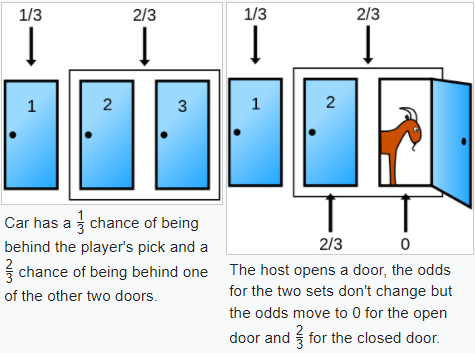 1/3 2/3
1 2 3
Car has a 1/3 chance of being
behind the player's pick and a
2/3 chance of being behind one
of the other two doors.
1/3 2/3
1 2
2/3 0
The host opens a door, the odds
for the two sets don't change but
the odds move to 0 for the open
door and 2/3 for the closed door.